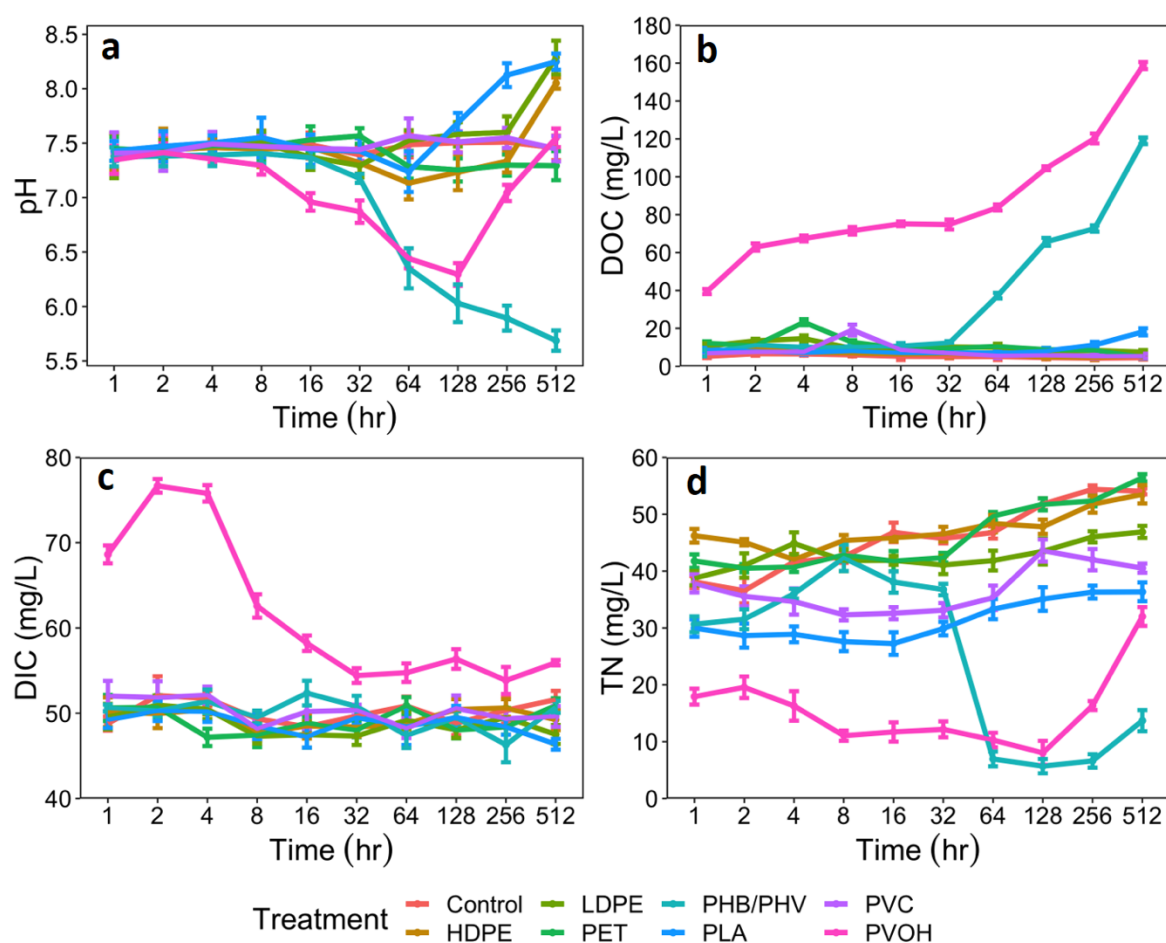 a
8.5
8.0
7.5
7.0
6.5
6.0
5.5
pH
1 2 4 8 16 32 64 128 256 512
Time (hr)
b
180
160
140
120
100
80
60
40
20
0
DOC (mg/L)
1 2 4 8 16 32 64 128 256 512
Time (hr)
c
80
70
60
50
40
DIC (mg/L)
1 2 4 8 16 32 64 128 256 512
Time (hr)
d
60
50
40
30
20
10
0
TN (mg/L)
1 2 4 8 16 32 64 128 256 512
Time (hr)
Treatment
Control LDPE PHB/PHV PVC
HDPE PET PLA PVOH